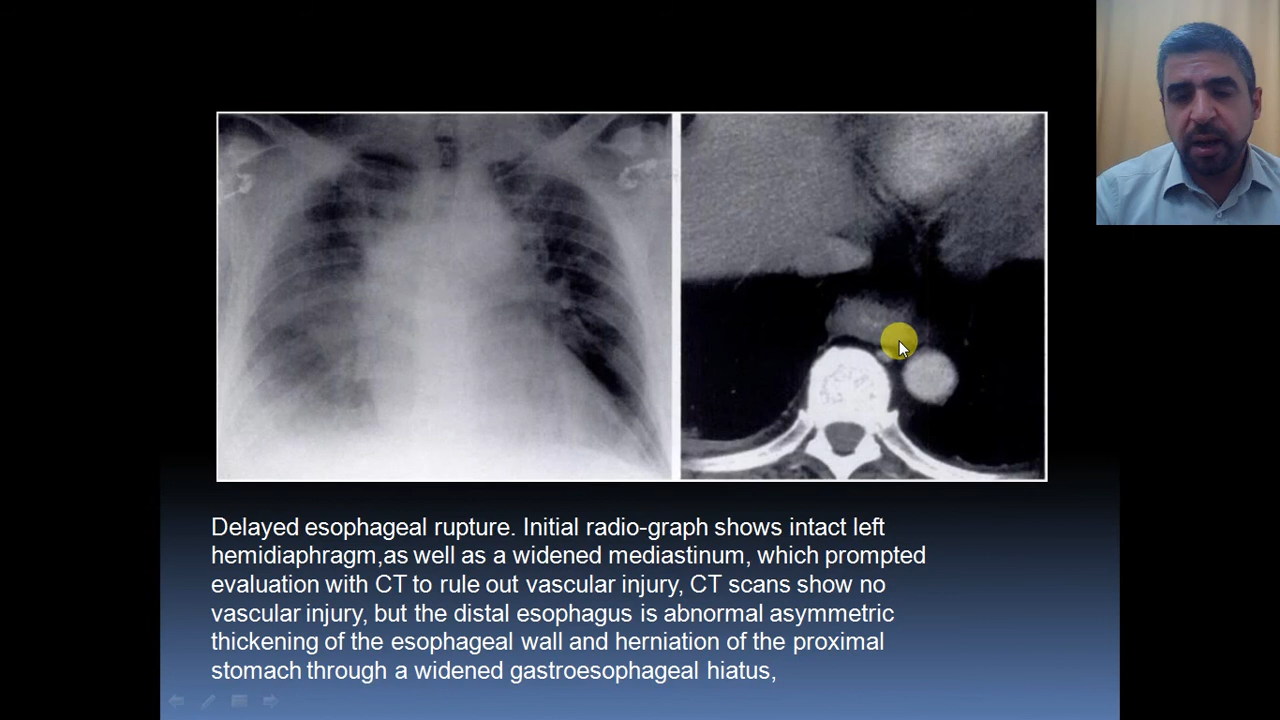 Delayed esophageal rupture. Initial radio-graph shows intact left
hemidiaphragm,as well as a widened mediastinum, which prompted
evaluation with CT to rule out vascular injury, CT scans show no
vascular injury, but the distal esophagus is abnormal asymmetric
thickening of the esophageal wall and herniation of the proximal
stomach through a widened gastroesophageal hiatus,